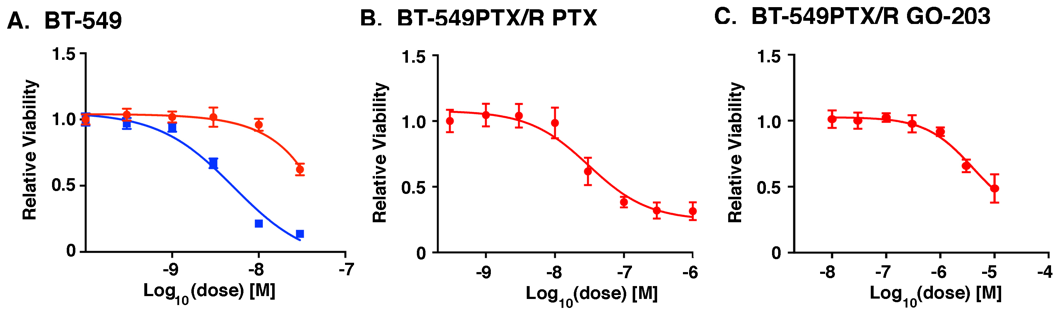 A. BT-549
B. BT-549PTX/R PTX
C. BT-549PTX/R GO-203
Relative Viability
1.5
1.0
0.5
0
-9
-8
-7
Log10(dose) [M]
Relative Viability
1.5
1.0
0.5
0
-9
-8
-7
-6
Log10(dose) [M]
Relative Viability
1.5
1.0
0.5
0
-8
-7
-6
-5
-4
Log10(dose) [M]